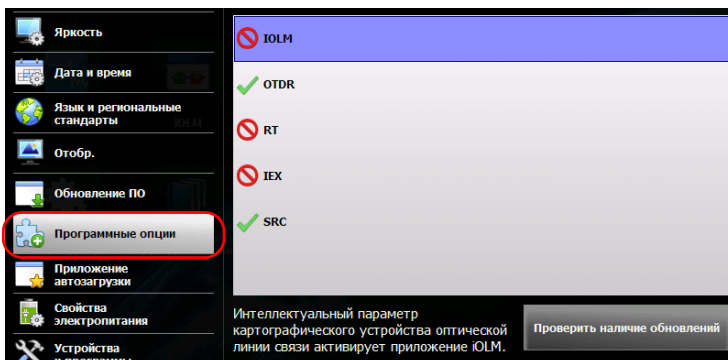 Яркость
Дата и время
Язык и региональные
стандарты
Отобр.
Обновление ПО
Программные опции
Приложение
автозагрузки
Свойства
электропитания
Устройства
и программы
IOLM
OTDR
RT
IEX
SRC
Интеллектуальный параметр
картографического устройства оптической
линии связи активирует приложение iOLM.
Проверить наличие обновлений